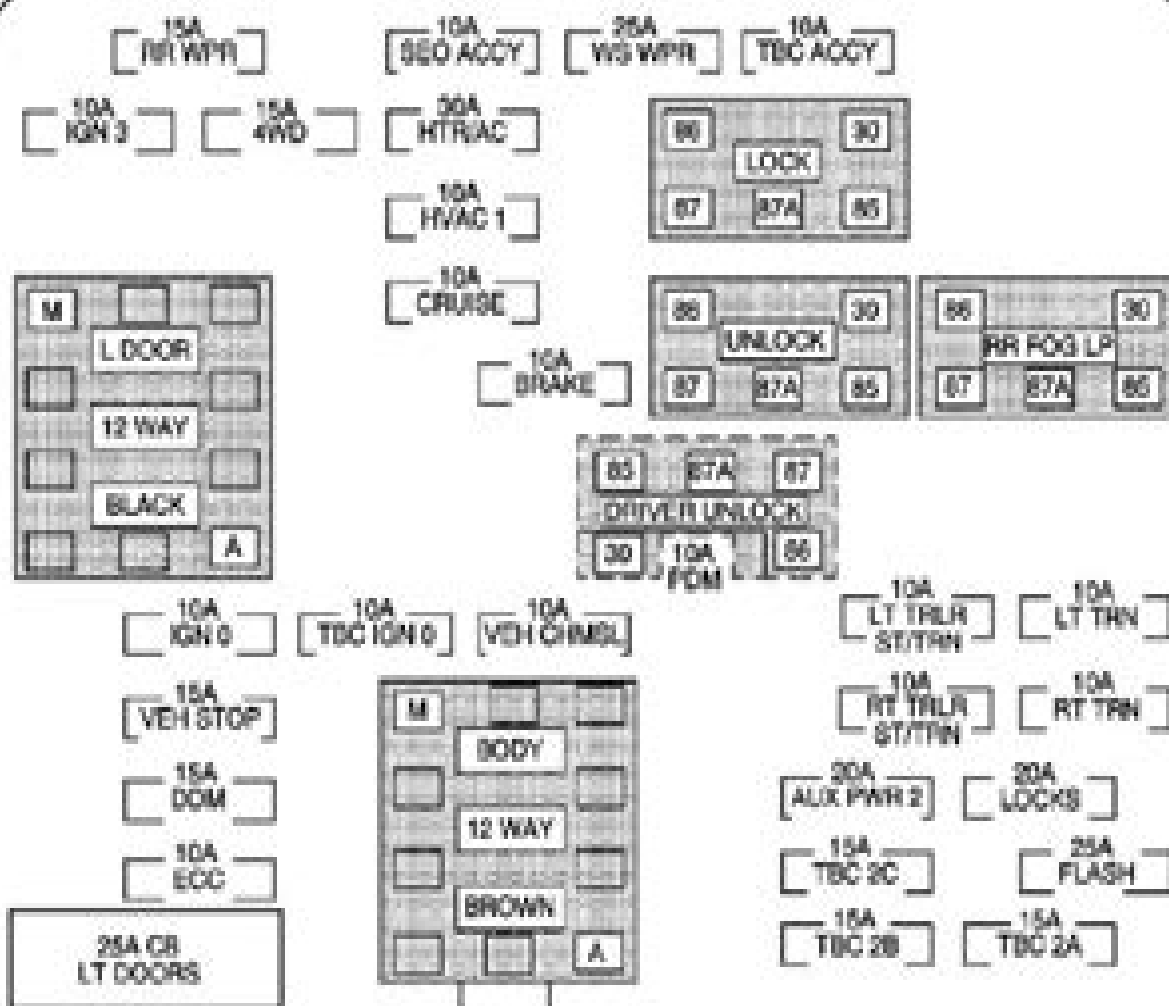 15A
RR WPR
10A
SEO ACCY
25A
WS WPR
10A
TBC ACCY
10A
IGN 3
15A
4WD
30A
HTR/AC
86
30
LOCK
87
87A
85
10A
HVAC 1
10A
CRUISE
M
L DOOR
12 WAY
BLACK
A
86
30
UNLOCK
87
87A
85
86
30
RR FOG LP
87
87A
85
10A
BRAKE
85
87A
87
DRIVER UNLOCK
30
10A
86
10A
IGN 0
10A
TBC IGN 0
10A
VEH CHMSL
10A
LT TRLR
ST/TRN
10A
LT TRN
15A
VEH STOP
10A
RT TRLR
ST/TRN
10A
RT TRN
M
BODY
12 WAY
BROWN
A
15A
10A
20A
AUX PWR 2
20A
LOCKS
15A
TBC 2C
25A
FLASH
15A
TBC 2B
15A
TBC 2A
25A CB
LT DOORS